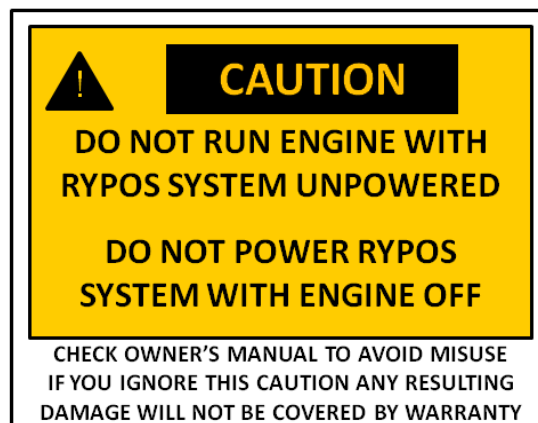 ! CAUTION
DO NOT RUN ENGINE WITH
RYPOS SYSTEM UNPOWERED
DO NOT POWER RYPOS
SYSTEM WITH ENGINE OFF
CHECK OWNER'S MANUAL TO AVOID MISUSE
IF YOU IGNORE THIS CAUTION ANY RESULTING
DAMAGE WILL NOT BE COVERED BY WARRANTY